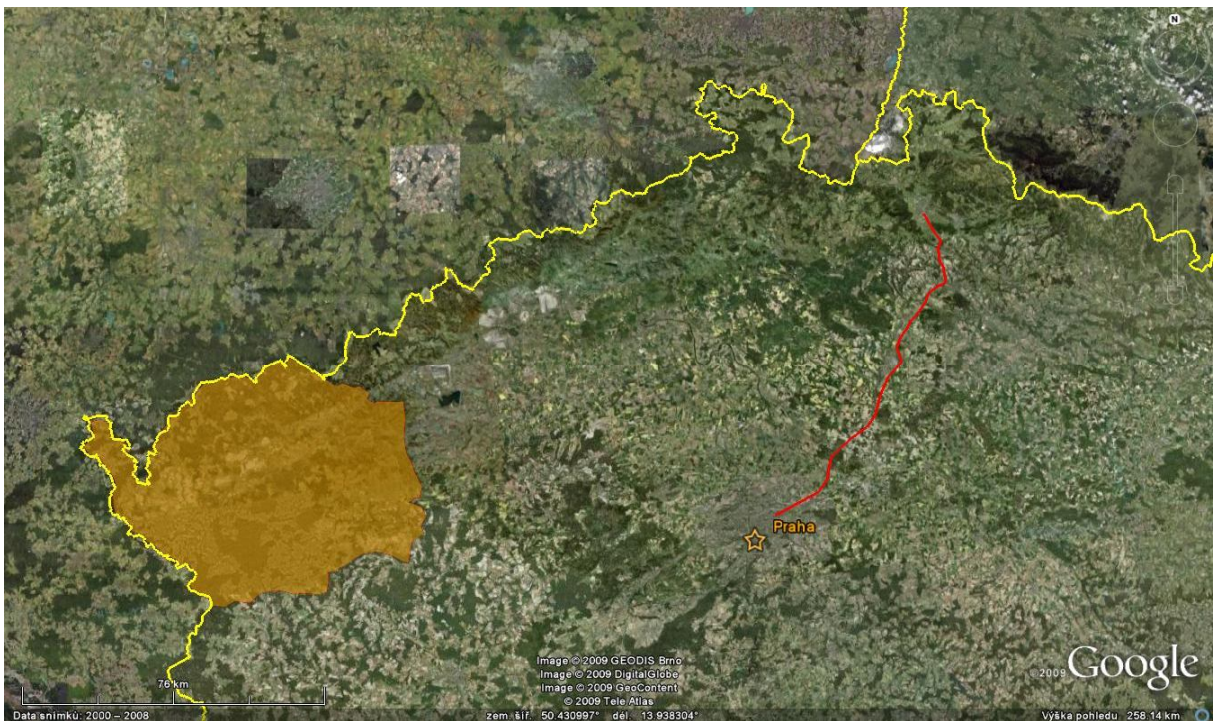 N
Praha
Image © 2009 GEODIS Brno
Image © 2009 DigitalGlobe
Image © 2009 GeoContent
© 2009 Tele Atlas
2009 Google
76 km
Data snímků: 2000 – 2008 zem. šíř. 50.430997° dél. 13.938304° Výška pohledu 258.14 km